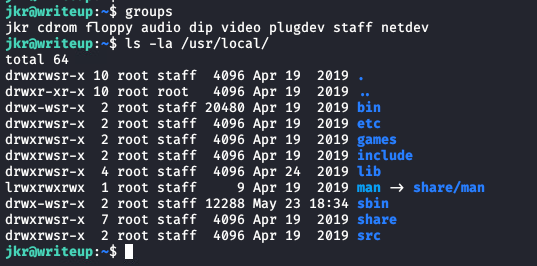 jkr@writeup:~$ groups
jkr cdrom floppy audio dip video plugdev staff netdev
jkr@writeup:~$ ls -la /usr/local/
total 64
drwxrwsr-x 10 root staff  4096 Apr 19  2019 .
drwxr-xr-x 10 root root   4096 Apr 19  2019 ..
drwx-wsr-x  2 root staff 20480 Apr 19  2019 bin
drwxrwsr-x  2 root staff  4096 Apr 19  2019 etc
drwxrwsr-x  2 root staff  4096 Apr 19  2019 games
drwxrwsr-x  2 root staff  4096 Apr 19  2019 include
drwxrwsr-x  4 root staff  4096 Apr 24  2019 lib
lrwxrwxrwx  1 root staff     9 Apr 19  2019 man -> share/man
drwx-wsr-x  2 root staff 12288 May 23 18:34 sbin
drwxrwsr-x  7 root staff  4096 Apr 19  2019 share
drwxrwsr-x  2 root staff  4096 Apr 19  2019 src
jkr@writeup:~$